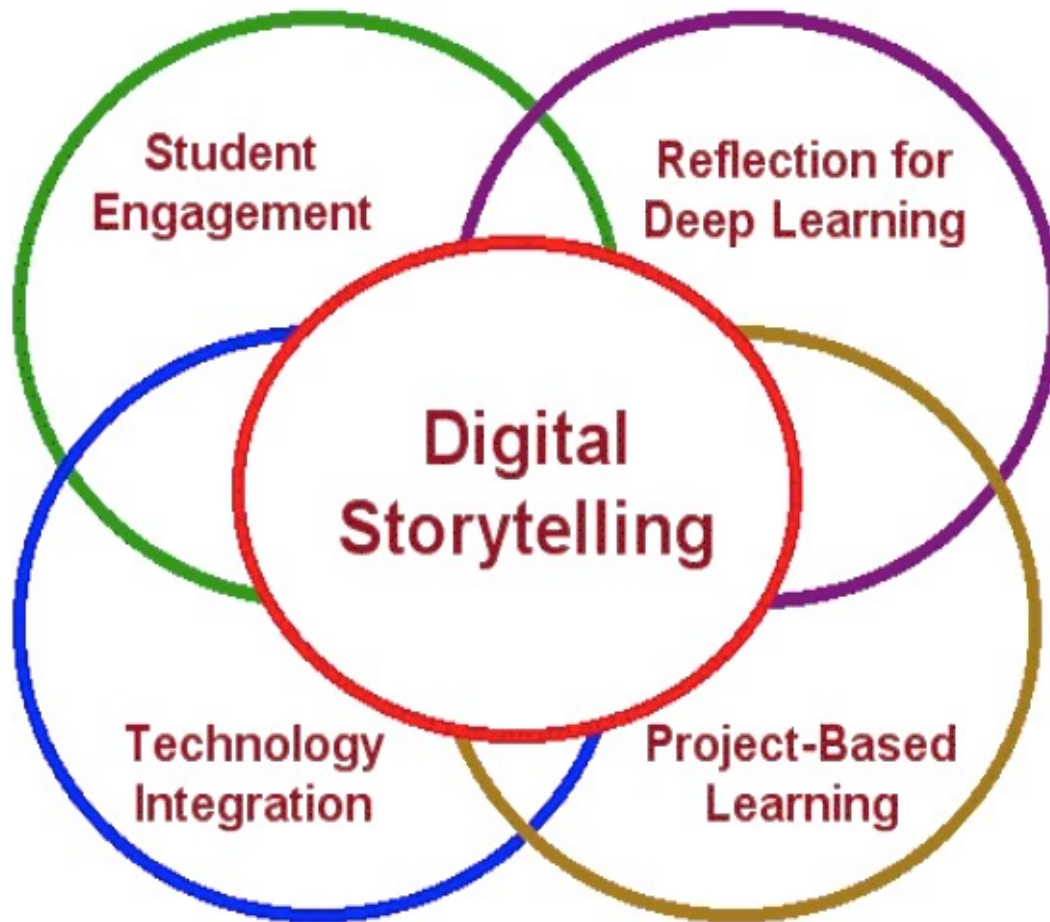 Student
Engagement
Reflection for
Deep Learning
Digital
Storytelling
Technology
Integration
Project-Based
Learning